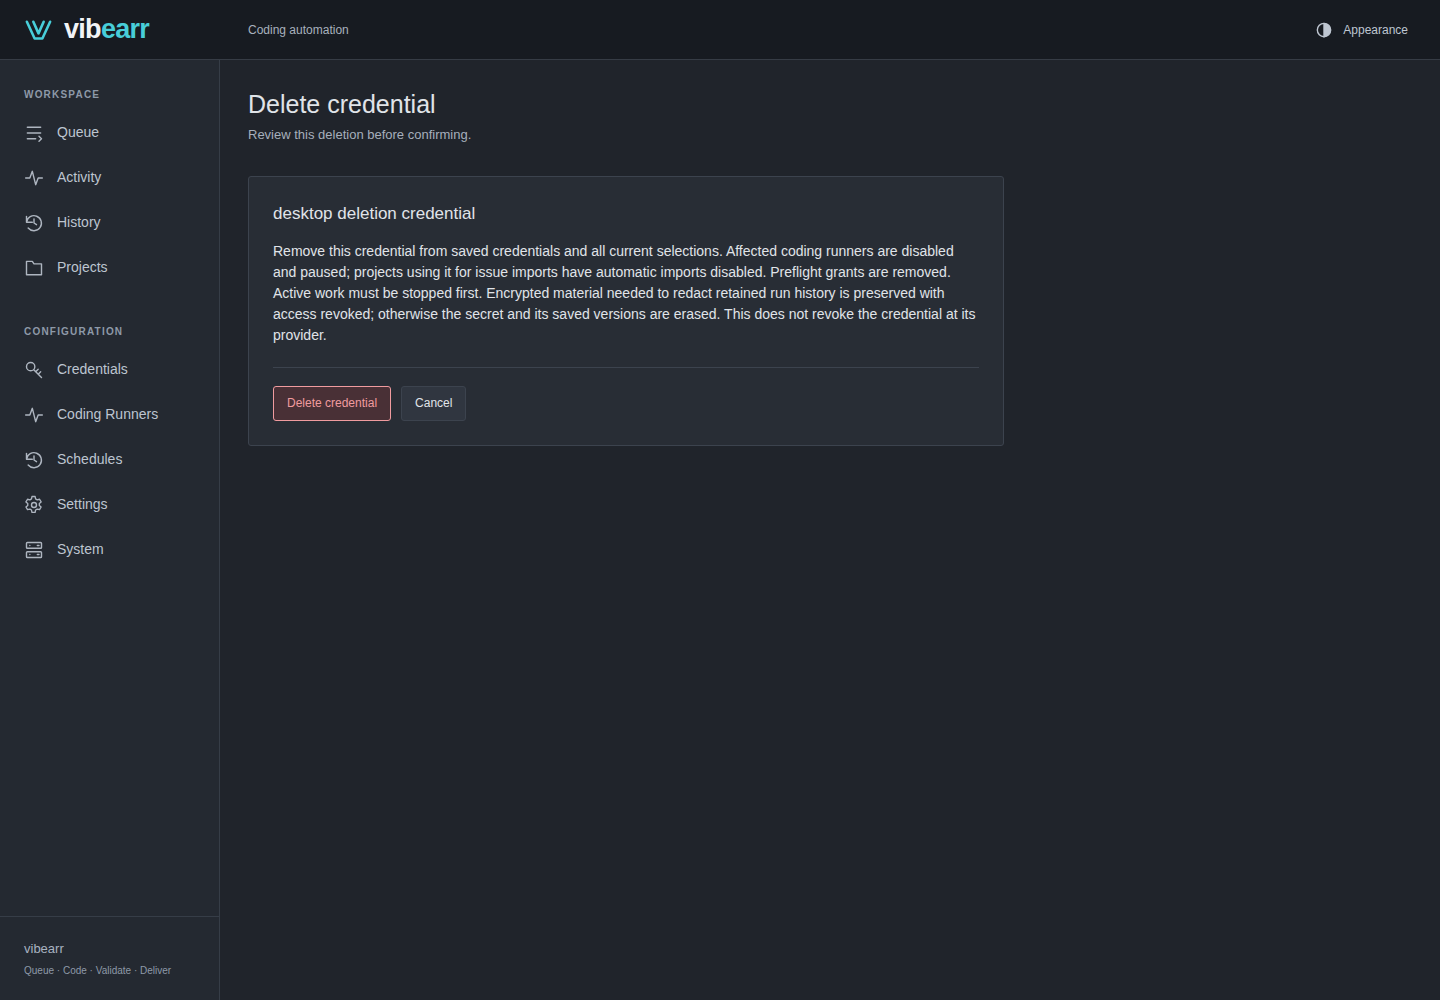 vibearr
Coding automation
Appearance
WORKSPACE
Queue
Activity
History
Projects
CONFIGURATION
Credentials
Coding Runners
Schedules
Settings
System
vibearr
Queue · Code · Validate · Deliver
Delete credential
Review this deletion before confirming.
desktop deletion credential
Remove this credential from saved credentials and all current selections. Affected coding runners are disabled
and paused; projects using it for issue imports have automatic imports disabled. Preflight grants are removed.
Active work must be stopped first. Encrypted material needed to redact retained run history is preserved with
access revoked; otherwise the secret and its saved versions are erased. This does not revoke the credential at its
provider.
Delete credential
Cancel